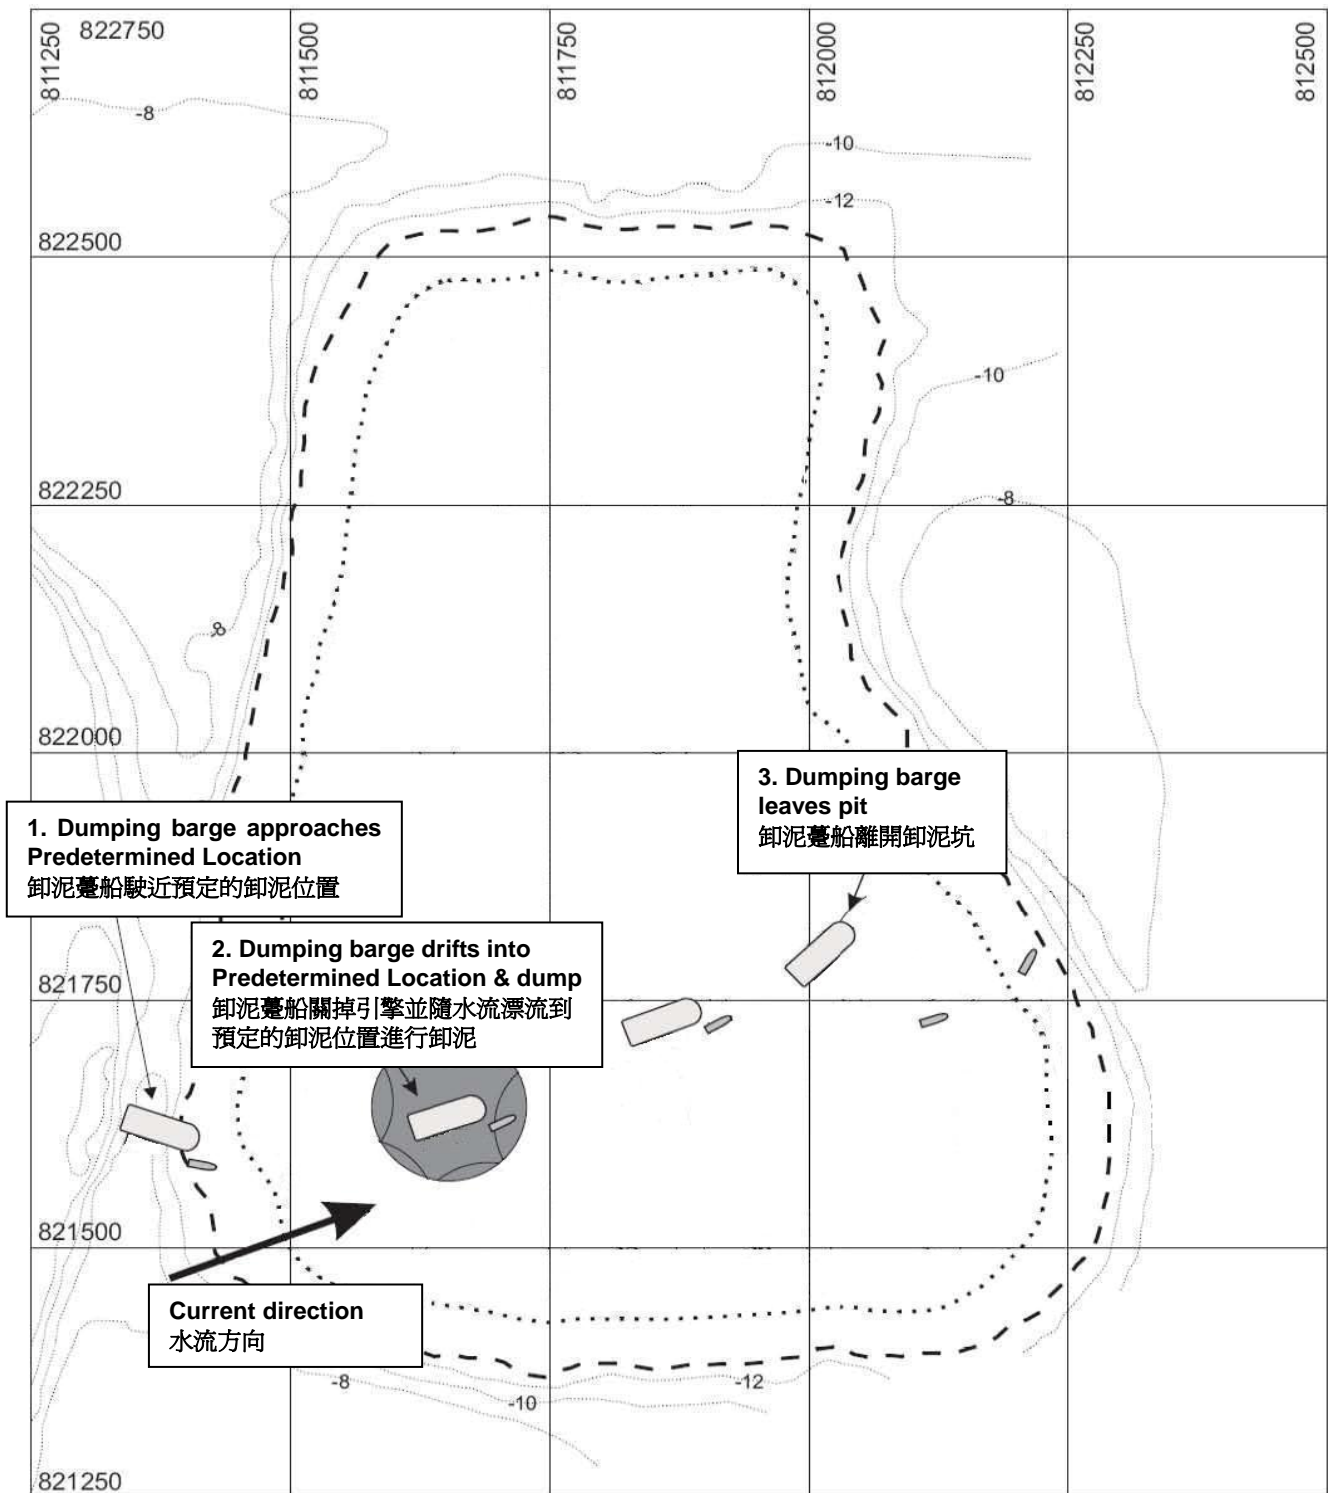 822750
811250
811500
811750
812000
812250
812500
-8
-10
-12
822500
-10
822250
-8
-8
822000
3. Dumping barge
leaves pit
卸泥躉船離開卸泥坑
1. Dumping barge approaches
Predetermined Location
卸泥躉船駛近預定的卸泥位置
2. Dumping barge drifts into
Predetermined Location & dump
卸泥躉船關掉引擎並隨水流漂流到
預定的卸泥位置進行卸泥
821750
821500
Current direction
水流方向
-8
-10
-12
821250